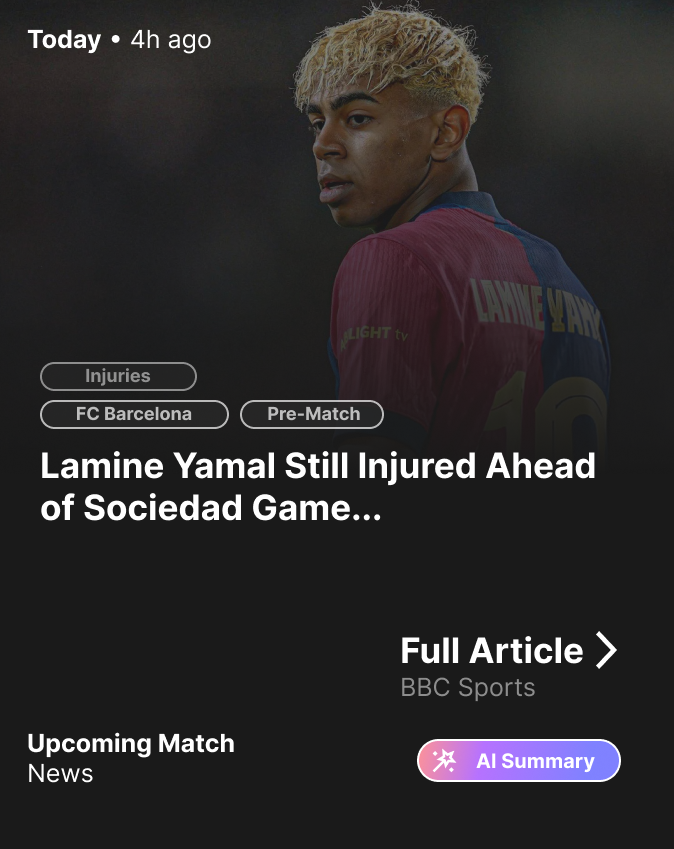 Today • 4h ago
LAMINE YAMAL
LIGHT tv
10
Injuries
FC Barcelona
Pre-Match
Lamine Yamal Still Injured Ahead
of Sociedad Game...
Full Article
BBC Sports
Upcoming Match
News
AI Summary